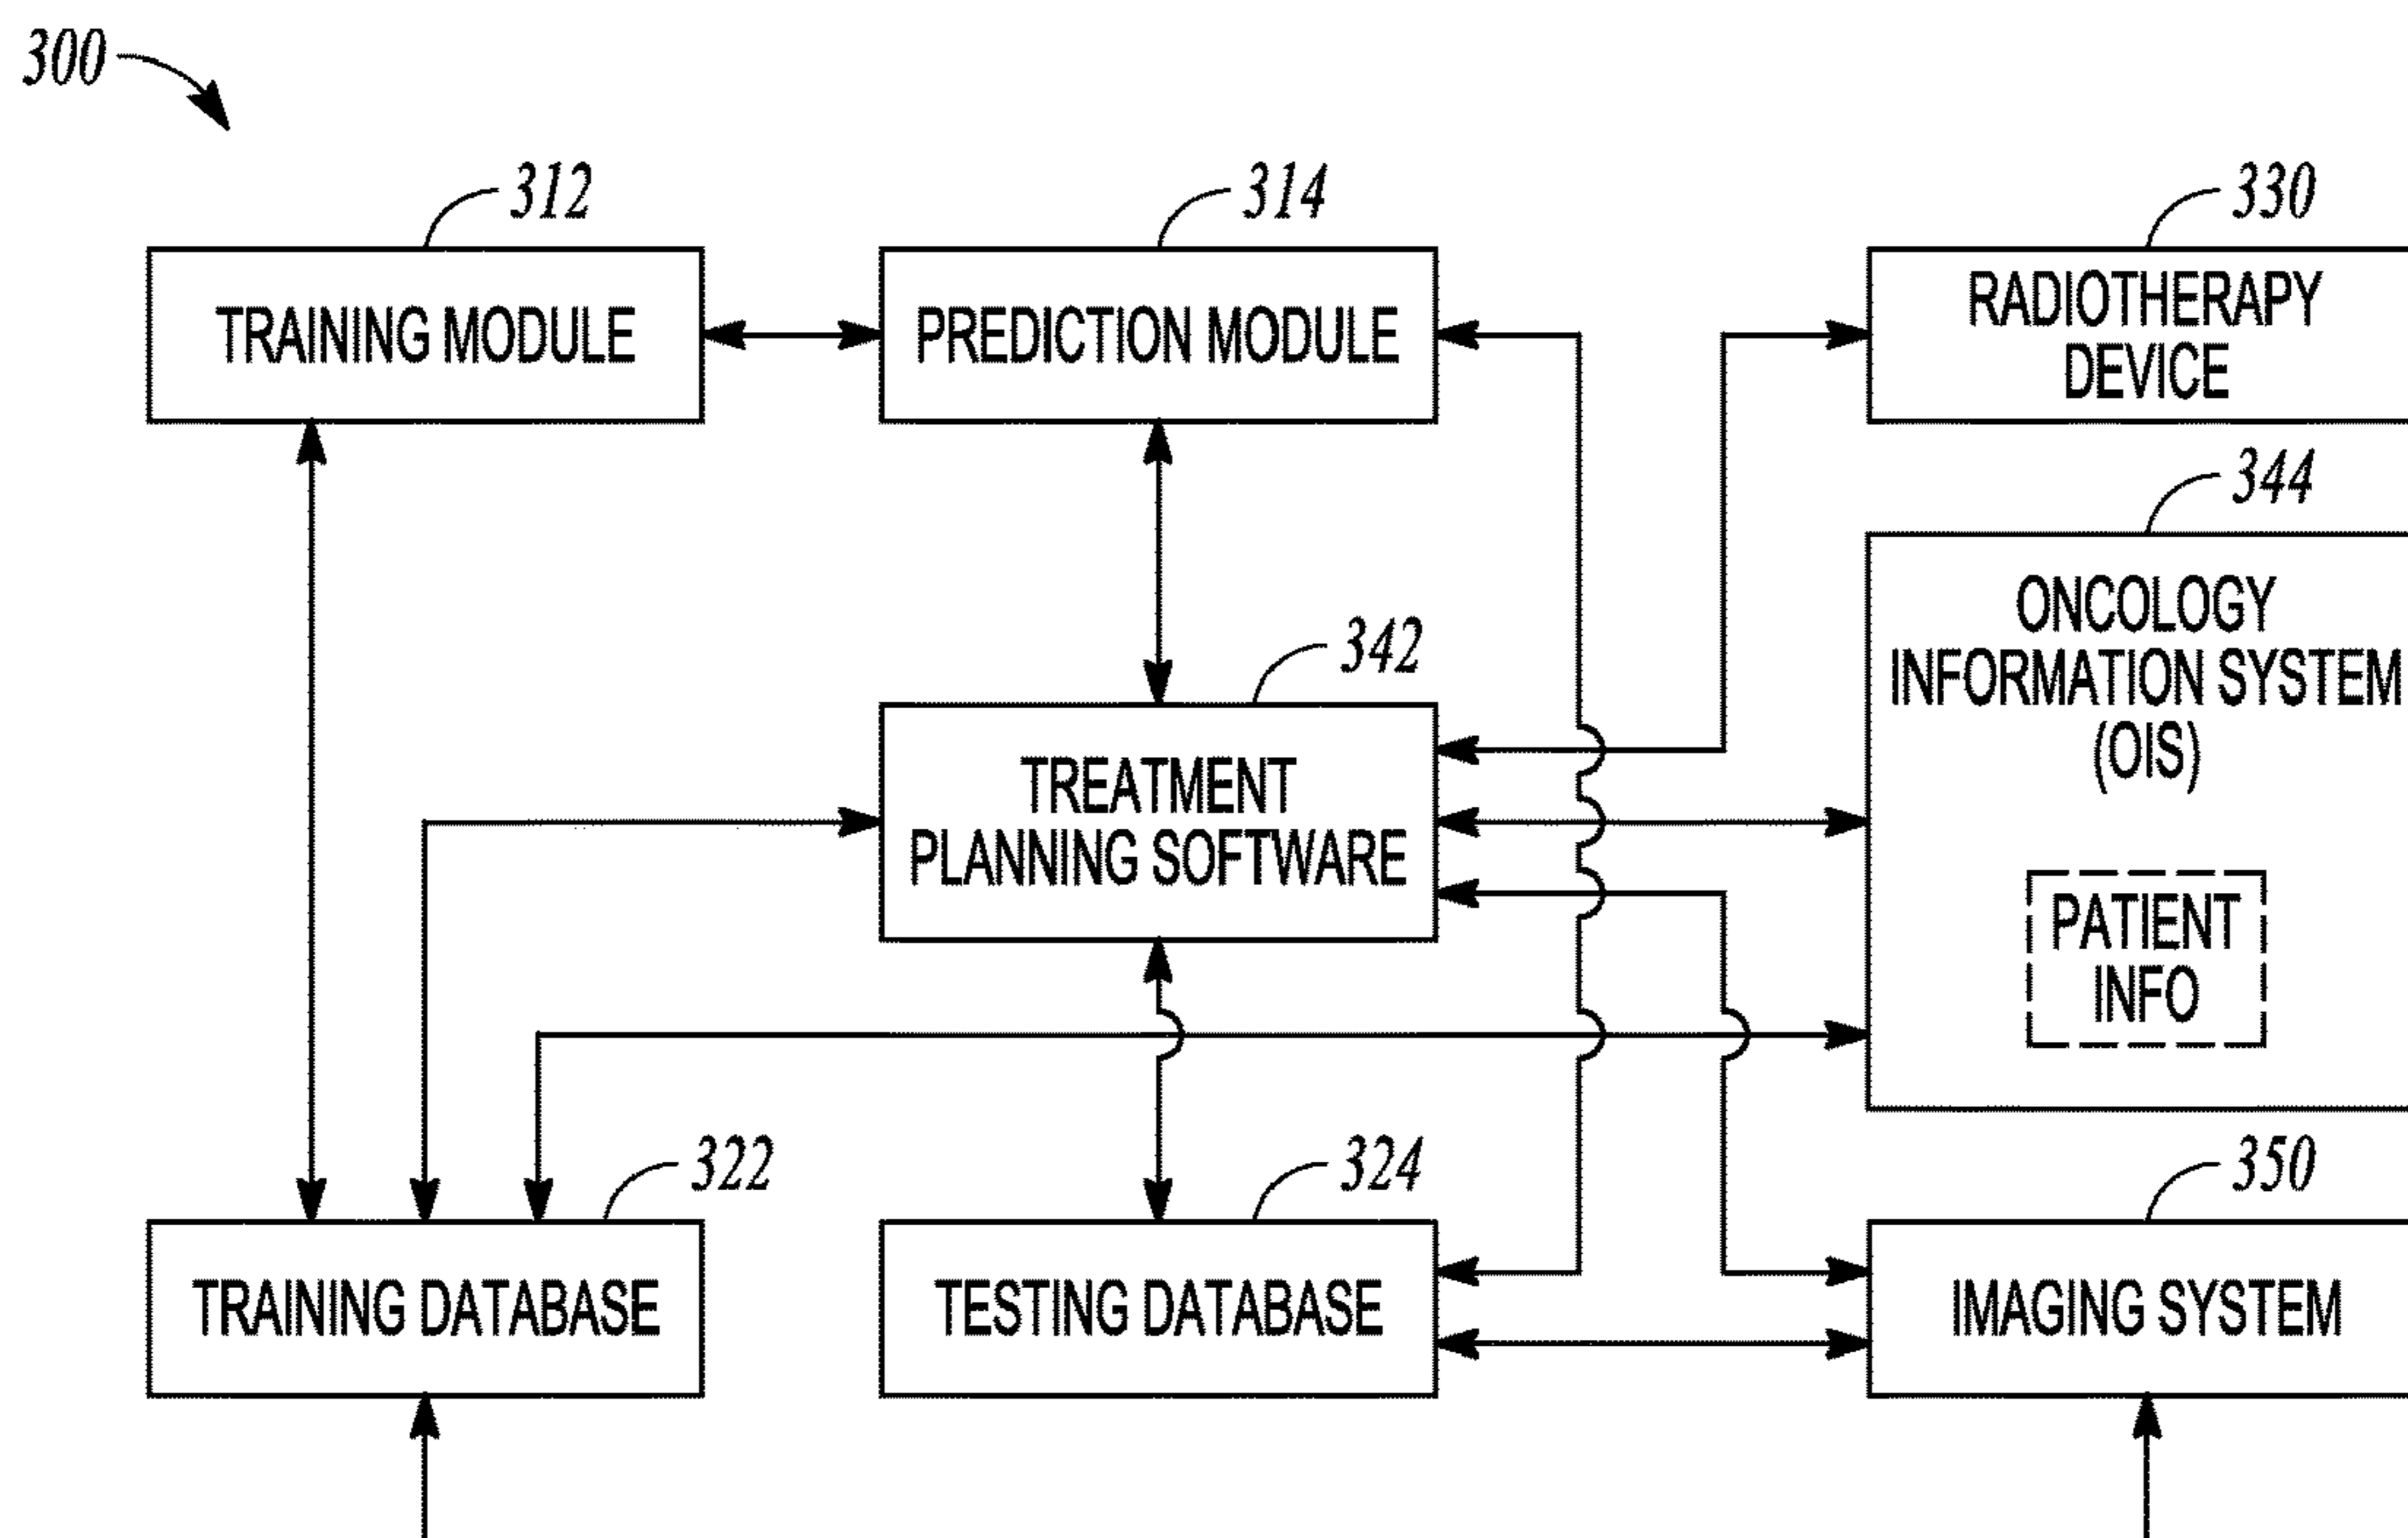 300
312
314
330
TRAINING MODULE
PREDICTION MODULE
RADIOTHERAPY
DEVICE
344
ONCOLOGY
INFORMATION SYSTEM
(OIS)
PATIENT
INFO
342
TREATMENT
PLANNING SOFTWARE
322
324
350
TRAINING DATABASE
TESTING DATABASE
IMAGING SYSTEM